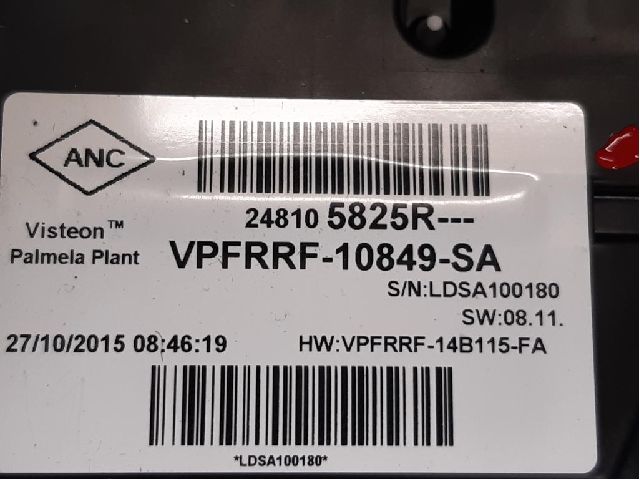 ANC
24810 5825R---
Visteon™
Palmela Plant
VPFRRF-10849-SA
S/N:LDSA100180
SW:08.11.
27/10/2015 08:46:19
HW:VPFRRF-14B115-FA
*LDSA100180*